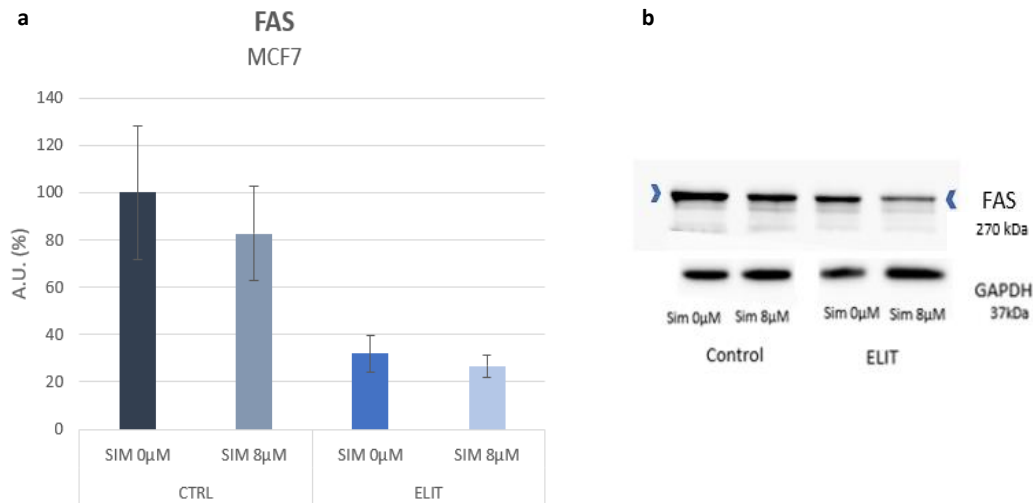 a
FAS
MCF7
A.U. (%)
140
120
100
80
60
40
20
0
SIM 0µM
SIM 8µM
SIM 0µM
SIM 8µM
CTRL
ELIT
b
FAS
270 kDa
GAPDH
37kDa
Sim 0µM Sim 8µM Sim 0µM Sim 8µM
Control ELIT